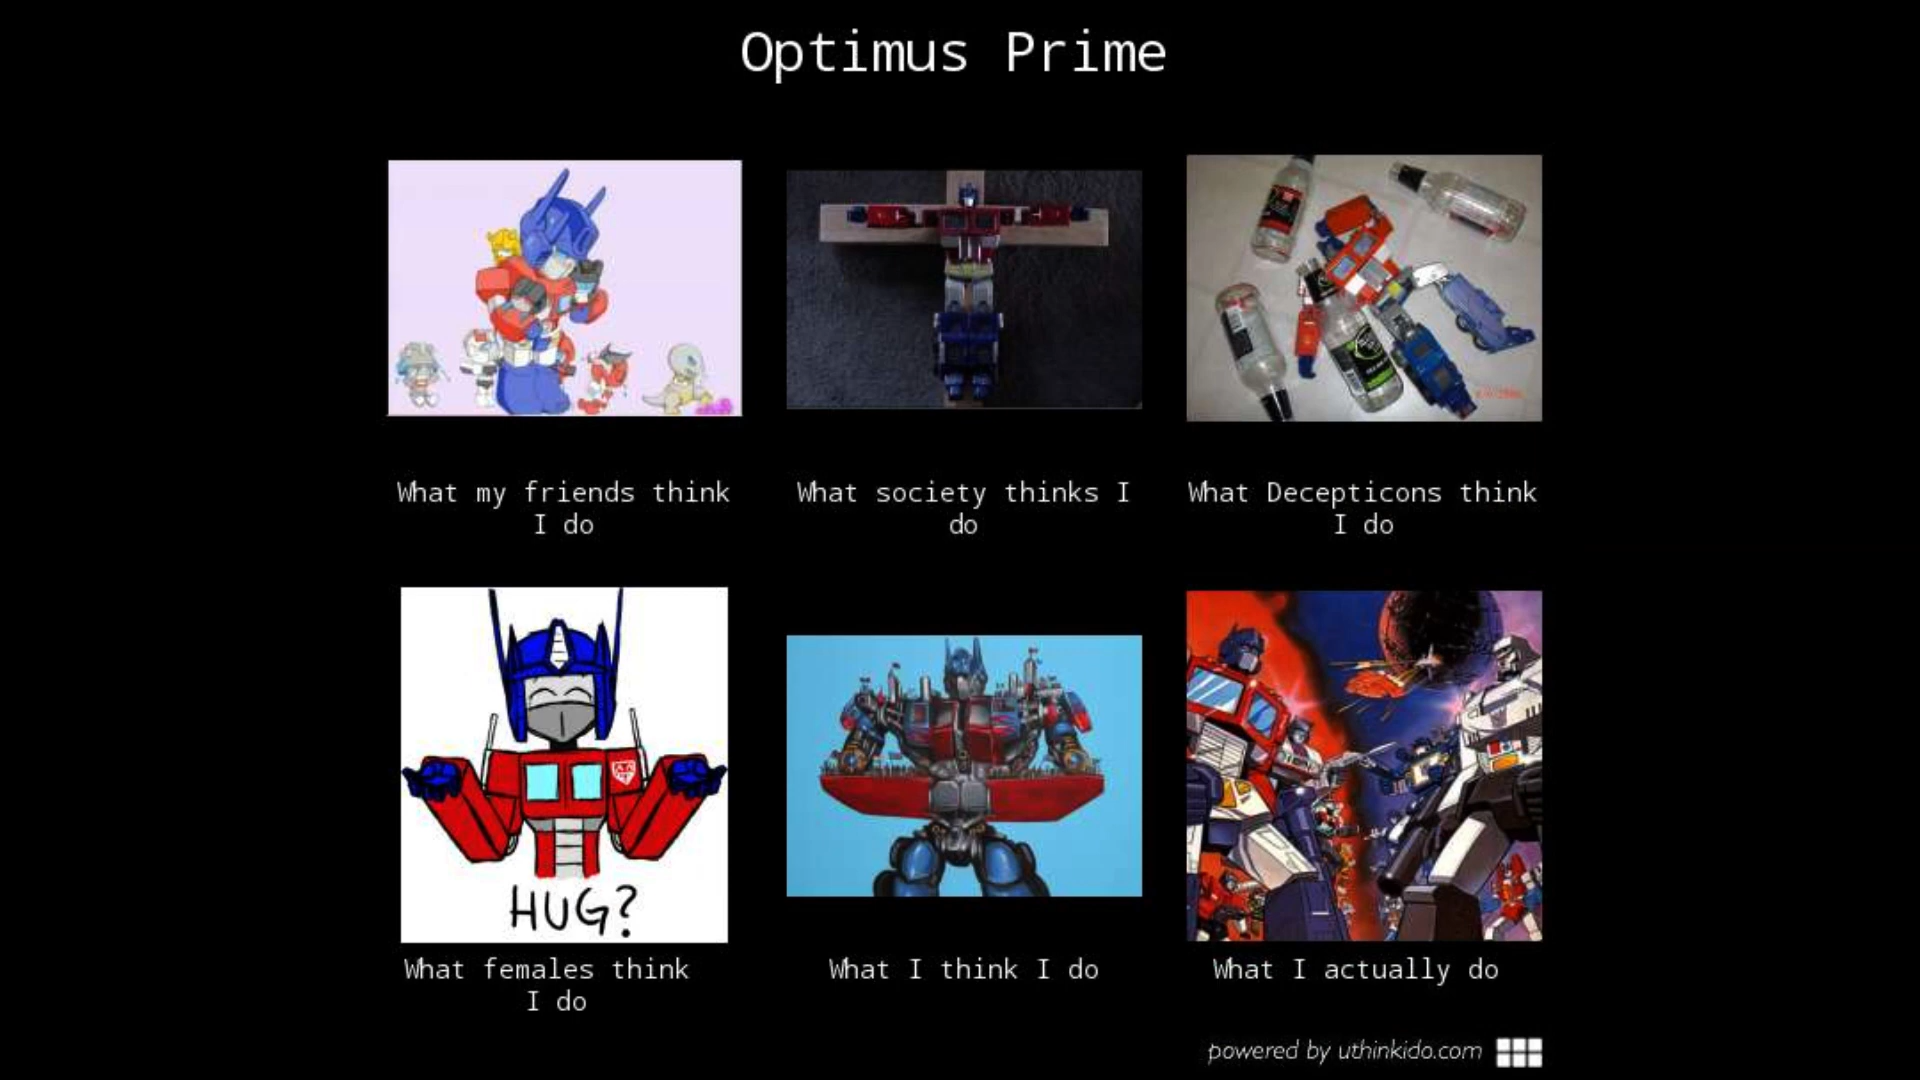 Optimus Prime
What my friends think
I do
What society thinks I
do
What Decepticons think
I do
HUG?
What females think
I do
What I think I do
What I actually do
powered by uthinkido.com